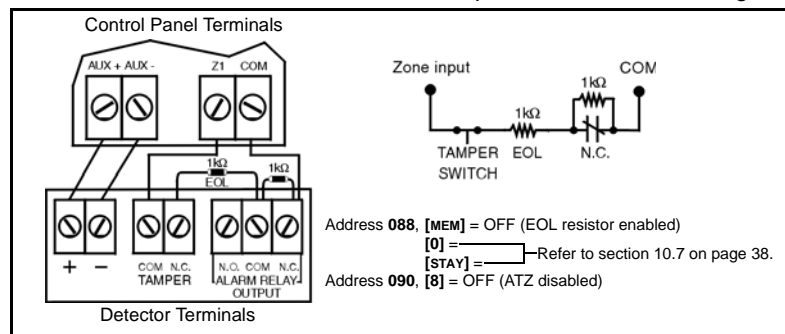 Control Panel Terminals
AUX + AUX -
Z1 COM
1kΩ
EOL
1kΩ
+ -
COM N.C.
TAMPER
N.O. COM N.C.
ALARM RELAY
OUTPUT
Detector Terminals
Zone input
COM
1kΩ
1kΩ
TAMPER EOL N.C.
SWITCH
Address 088, [MEM] = OFF (EOL resistor enabled)
[0] =
[STAY] =
Refer to section 10.7 on page 38.
Address 090, [8] = OFF (ATZ disabled)